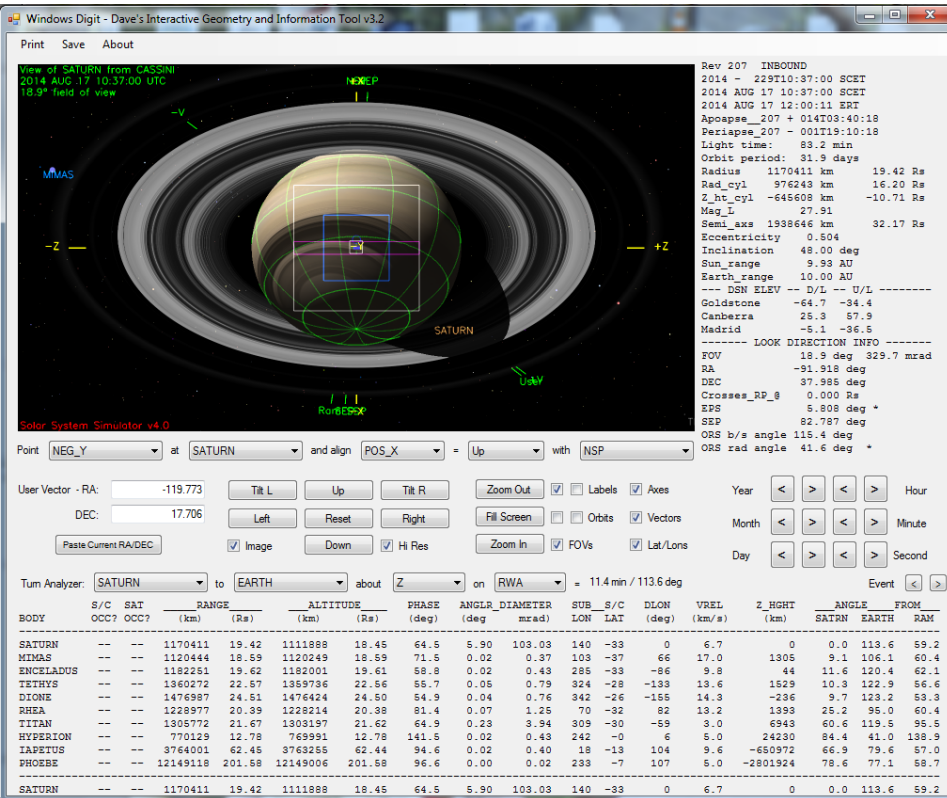 Windows Digit - Dave's Interactive Geometry and Information Tool v3.2
Print Save About
View of SATURN from CASSINI
2014 AUG 17 10:37:00 UTC
18.9° field of view
-V
MIMAS
-Z
-Y
+Z
SATURN
Solar System Simulator v4.0
Rev 207 INBOUND
2014 - 229T10:37:00 SCET
2014 AUG 17 10:37:00 SCET
2014 AUG 17 12:00:11 ERT
Apoapse__207 + 014T03:40:18
Periapse_207 - 001T19:10:18
Light time: 83.2 min
Orbit period: 31.9 days
Radius 1170411 km 19.42 Rs
Rad_cyl 976243 km 16.20 Rs
Z_ht_cyl -645608 km -10.71 Rs
Mag_L 27.91
Semi_axs 1938646 km 32.17 Rs
Eccentricity 0.504
Inclination 48.00 deg
Sun_range 9.93 AU
Earth_range 10.00 AU
--- DSN ELEV -- D/L -- U/L --------
Goldstone -64.7 -34.4
Canberra 25.3 57.9
Madrid -5.1 -36.5
------- LOOK DIRECTION INFO -------
FOV 18.9 deg 329.7 mrad
RA -91.918 deg
DEC 37.985 deg
Crosses_RP_@ 0.000 Rs
EPS 5.808 deg *
SEP 82.787 deg
ORS b/s angle 115.4 deg
ORS rad angle 41.6 deg *
Point NEG_Y at SATURN and align POS_X = Up with NSP
User Vector - RA: -119.773 Tilt L Up Tilt R Zoom Out Labels Axes Year < > < > Hour
DEC: 17.706 Left Reset Right Fill Screen Orbits Vectors Month < > < > Minute
Paste Current RA/DEC Image Down Hi Res Zoom In FOVs Lat/Lons Day < > < > Second
Turn Analyzer: SATURN to EARTH about Z on RWA = 11.4 min / 113.6 deg Event < >
S/C SAT ____RANGE____ ____ALTITUDE____ PHASE ANGLR_DIAMETER SUB__S/C DLON VREL Z_HGHT ____ANGLE___FROM____
BODY OCC? OCC? (km) (Rs) (km) (Rs) (deg) (deg mrad) LON LAT (deg) (km/s) (km) SATRN EARTH RAM
SATURN -- -- 1170411 19.42 1111888 18.45 64.5 5.90 103.03 140 -33 0 6.7 0 0.0 113.6 59.2
MIMAS -- -- 1120444 18.59 1120249 18.59 71.5 0.02 0.37 103 -37 66 17.0 1305 9.1 106.1 60.4
ENCELADUS -- -- 1182251 19.62 1182001 19.61 58.8 0.02 0.43 285 -33 -86 9.8 44 11.6 120.4 62.1
TETHYS -- -- 1360272 22.57 1359736 22.56 55.7 0.05 0.79 324 -28 -133 13.6 1529 10.3 122.9 56.6
DIONE -- -- 1476987 24.51 1476424 24.50 54.9 0.04 0.76 342 -26 -155 14.3 -236 9.7 123.2 53.3
RHEA -- -- 1228977 20.39 1228214 20.38 81.4 0.07 1.25 70 -32 82 13.2 1393 25.2 95.0 60.4
TITAN -- -- 1305772 21.67 1303197 21.62 64.9 0.23 3.94 309 -30 -59 3.0 6943 60.6 119.5 95.5
HYPERION -- -- 770129 12.78 769991 12.78 141.5 0.02 0.43 242 -0 6 5.0 24230 84.4 41.0 138.9
IAPETUS -- -- 3764001 62.45 3763255 62.44 94.6 0.02 0.40 18 -13 104 9.6 -650972 66.9 79.6 57.0
PHOEBE -- -- 12149118 201.58 12149006 201.58 96.6 0.00 0.02 233 -7 107 5.0 -2801924 78.6 77.1 58.7
SATURN -- -- 1170411 19.42 1111888 18.45 64.5 5.90 103.03 140 -33 0 6.7 0 0.0 113.6 59.2